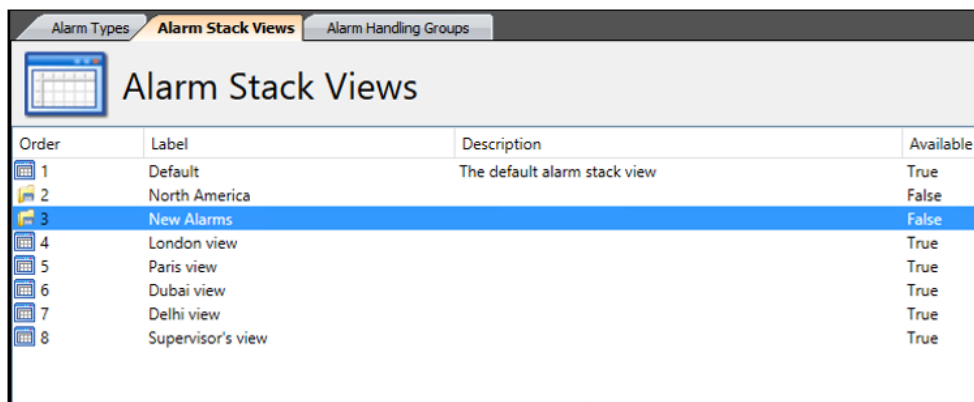 Alarm Types Alarm Stack Views Alarm Handling Groups
Alarm Stack Views
Order Label Description Available
1 Default The default alarm stack view True
2 North America False
3 New Alarms False
4 London view True
5 Paris view True
6 Dubai view True
7 Delhi view True
8 Supervisor's view True